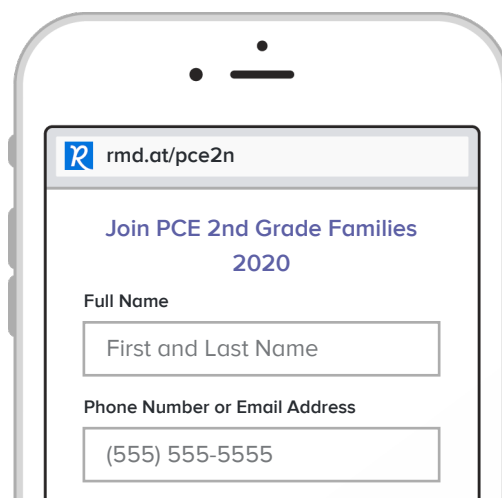 rmd.at/pce2n
Join PCE 2nd Grade Families
2020
Full Name
First and Last Name
Phone Number or Email Address
(555) 555-5555